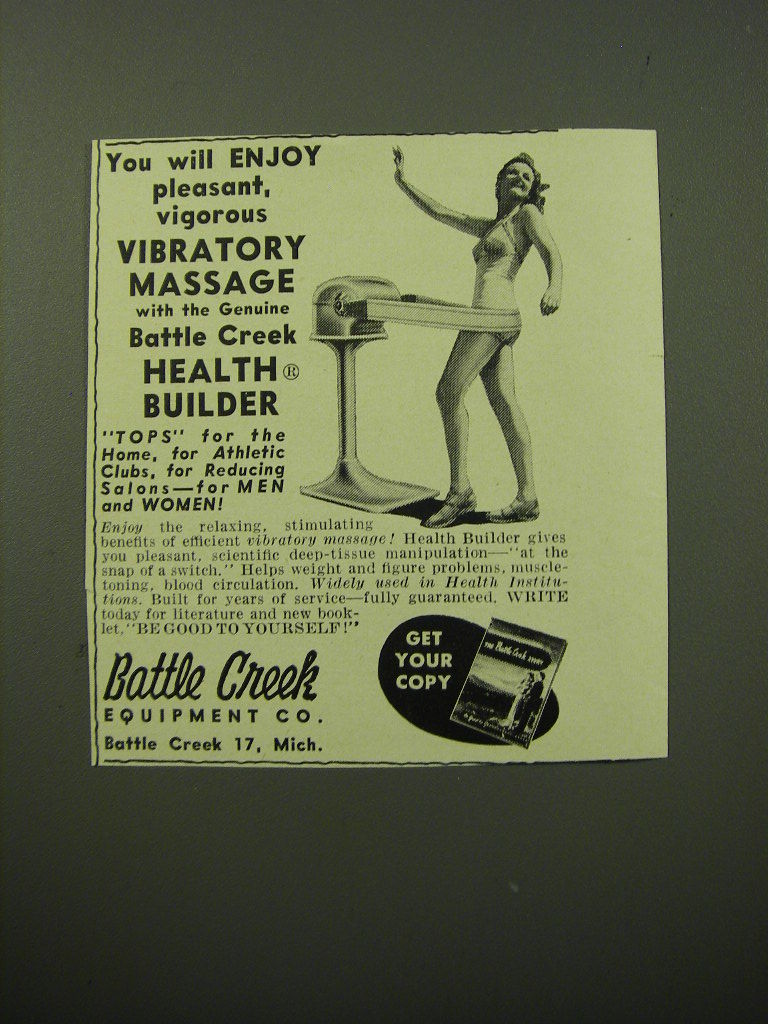 You will ENJOY
pleasant,
vigorous
VIBRATORY
MASSAGE
with the Genuine
Battle Creek
HEALTH ®
BUILDER
"TOPS" for the
Home, for Athletic
Clubs, for Reducing
Salons—for MEN
and WOMEN!
Enjoy the relaxing, stimulating
benefits of efficient vibratory massage! Health Builder gives
you pleasant, scientific deep-tissue manipulation—"at the
snap of a switch." Helps weight and figure problems, muscle-
toning, blood circulation. Widely used in Health Institu-
tions. Built for years of service—fully guaranteed. WRITE
today for literature and new book-
let, "BE GOOD TO YOURSELF!"
GET
YOUR
COPY
Battle Creek
EQUIPMENT CO.
Battle Creek 17, Mich.